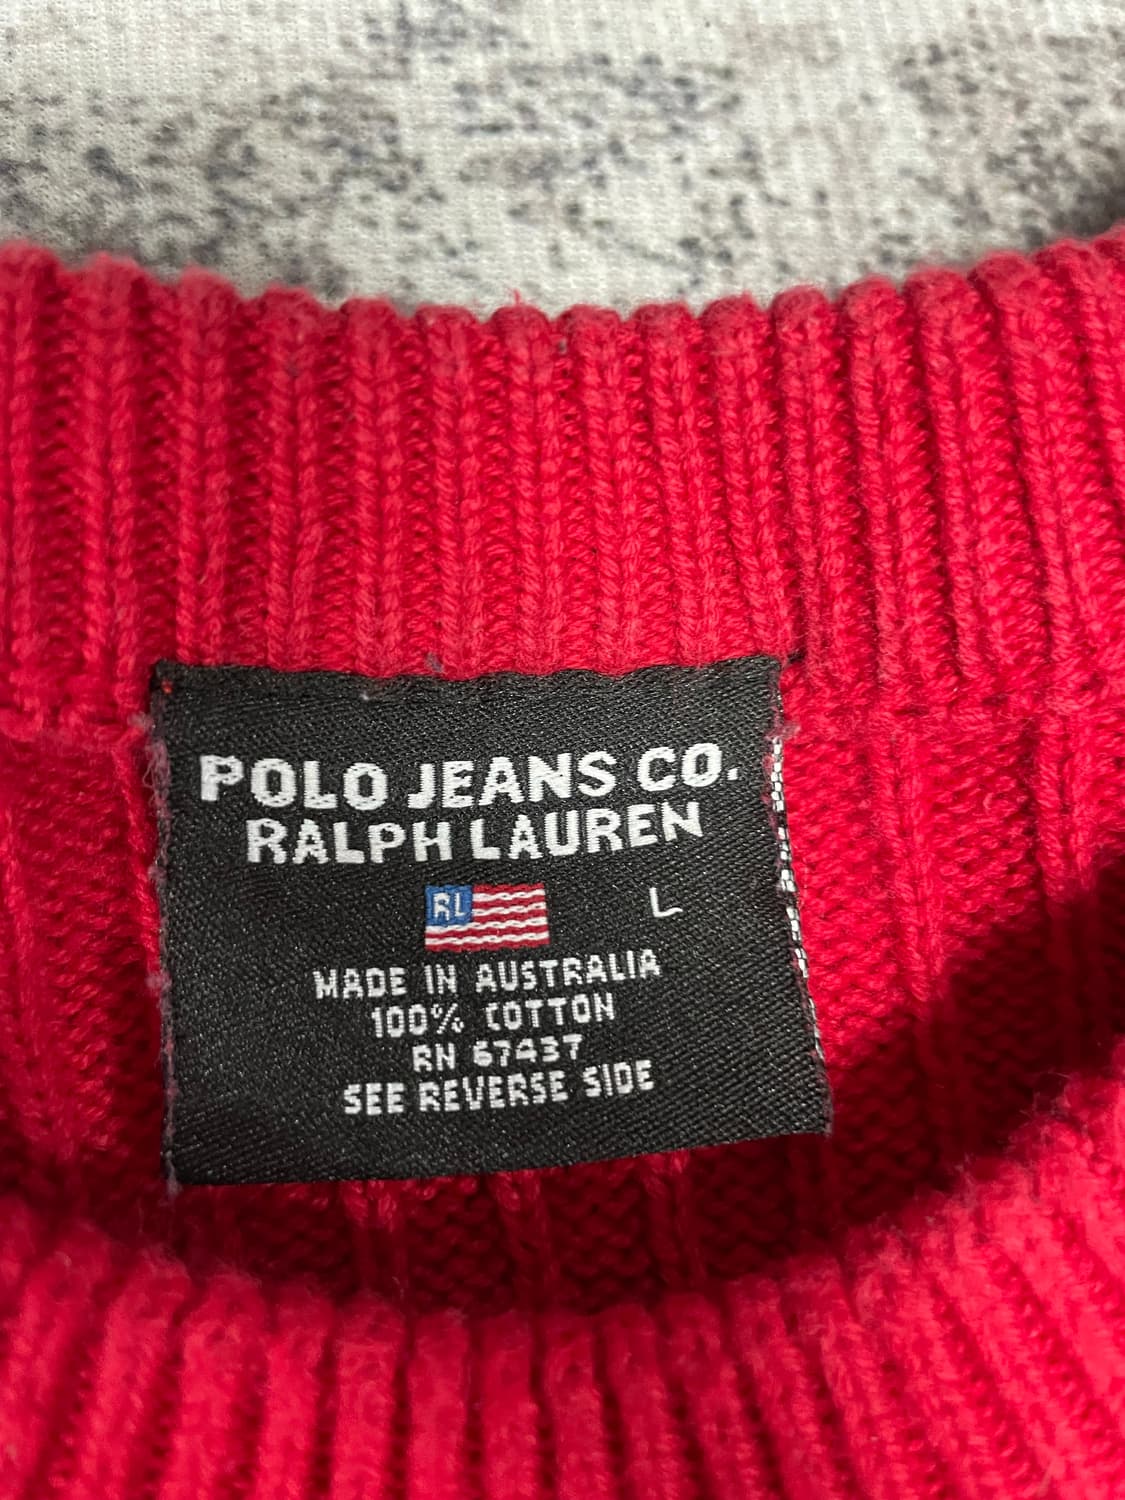 POLO JEANS CO.
RALPH LAUREN
RL
L
MADE IN AUSTRALIA
100% COTTON
RN 67437
SEE REVERSE SIDE